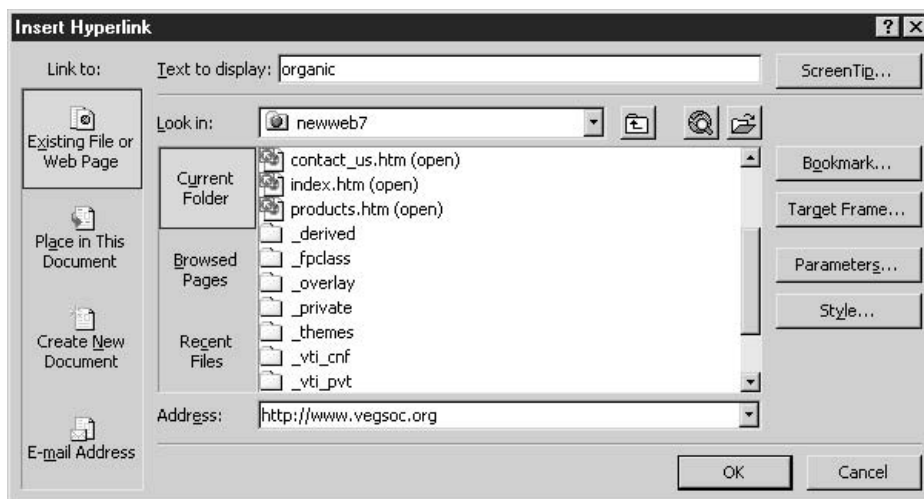 Insert Hyperlink
Link to:
Text to display: organic
ScreenTip...
Existing File or
Web Page
Look in: newweb7
Current
Folder
contact_us.htm (open)
index.htm (open)
products.htm (open)
_derived
_fpclass
_overlay
_private
_themes
_vti_cnf
_vti_pvt
Bookmark...
Target Frame...
Place in This
Document
Browsed
Pages
Parameters...
Style...
Create New
Document
Recent
Files
Address: http://www.vegsoc.org
E-mail Address
OK
Cancel